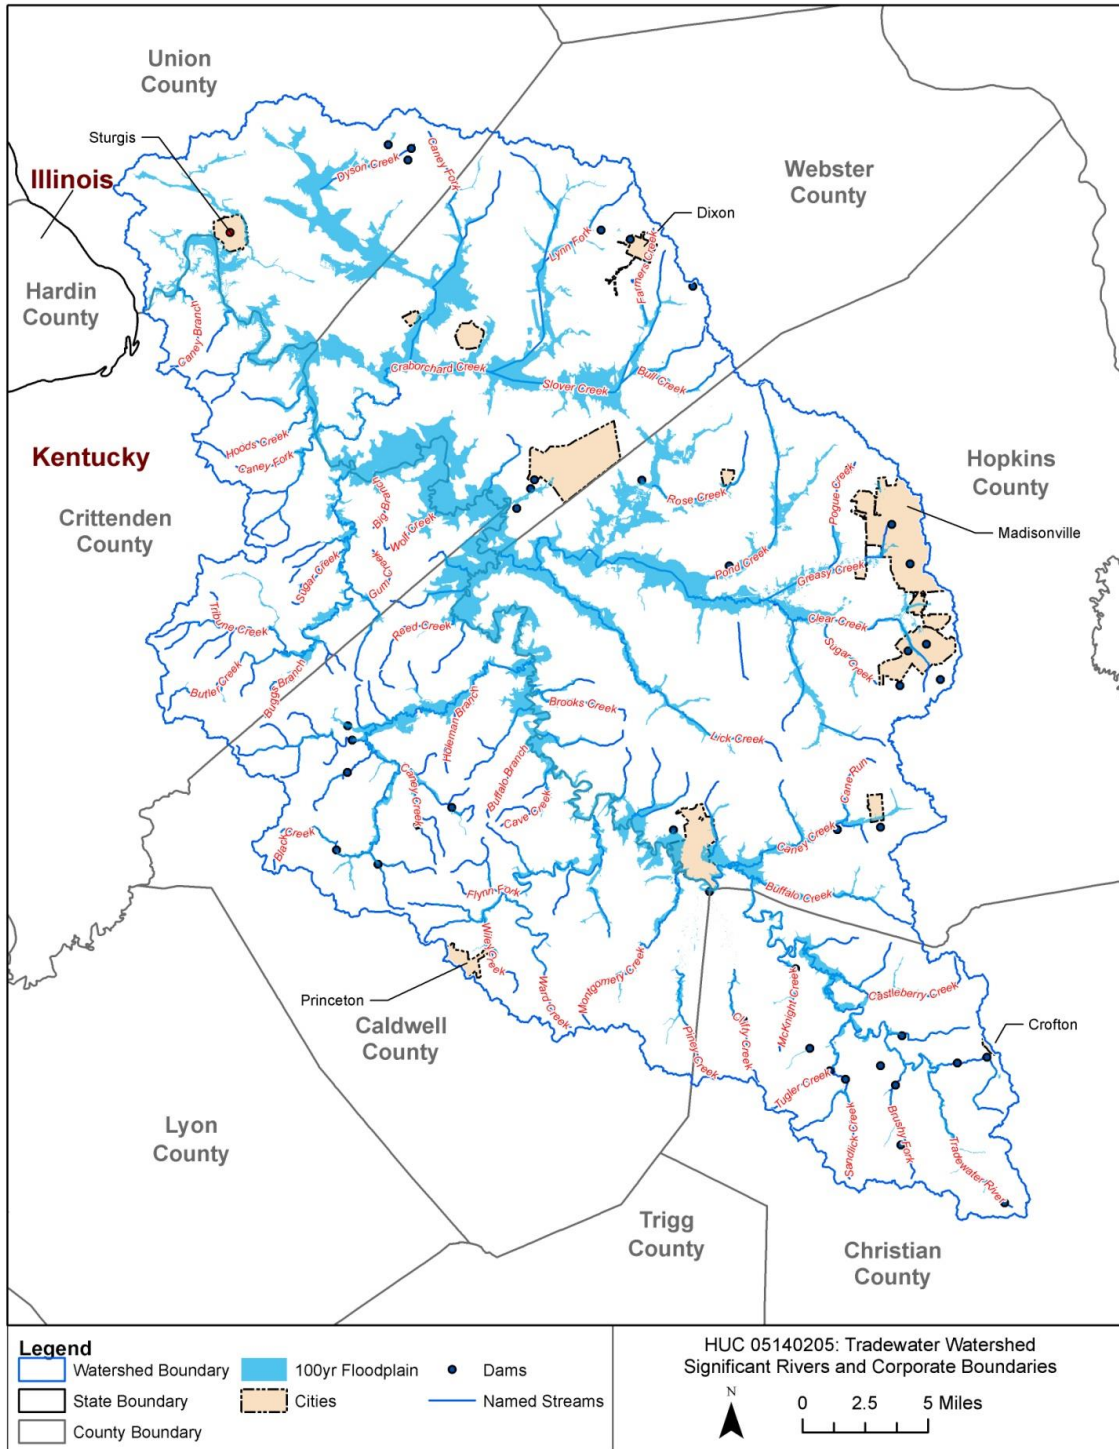 Union
County
Sturgis
Illinois
Dyson Creek
Caney Fork
Webster
County
Dixon
Lynn Fork
Farmers Creek
Hardin
County
Caney Branch
Craborchard Creek
Slover Creek
Bull Creek
Hoods Creek
Caney Fork
Kentucky
Crittenden
County
Big Branch
Wolf Creek
Rose Creek
Pogue Creek
Hopkins
County
Madisonville
Sugar Creek
Gum Creek
Pond Creek
Greasy Creek
Tribune Creek
Reed Creek
Clear Creek
Sugar Creek
Butler Creek
Buggs Branch
Holeman Branch
Brooks Creek
Lick Creek
Buffalo Branch
Caney Creek
Cave Creek
Cane Run
Black Creek
Caney Creek
Flynn Fork
Buffalo Creek
Wiley Creek
Princeton
Ward Creek
Montgomery Creek
Caldwell
County
Piney Creek
Cliffy Creek
McKnight Creek
Castleberry Creek
Crofton
Tugler Creek
Sandlick Creek
Brushy Fork
Tradewater River
Lyon
County
Trigg
County
Christian
County
Legend
Watershed Boundary
100yr Floodplain
Dams
State Boundary
Cities
Named Streams
County Boundary
HUC 05140205: Tradewater Watershed
Significant Rivers and Corporate Boundaries
N
0 2.5 5 Miles